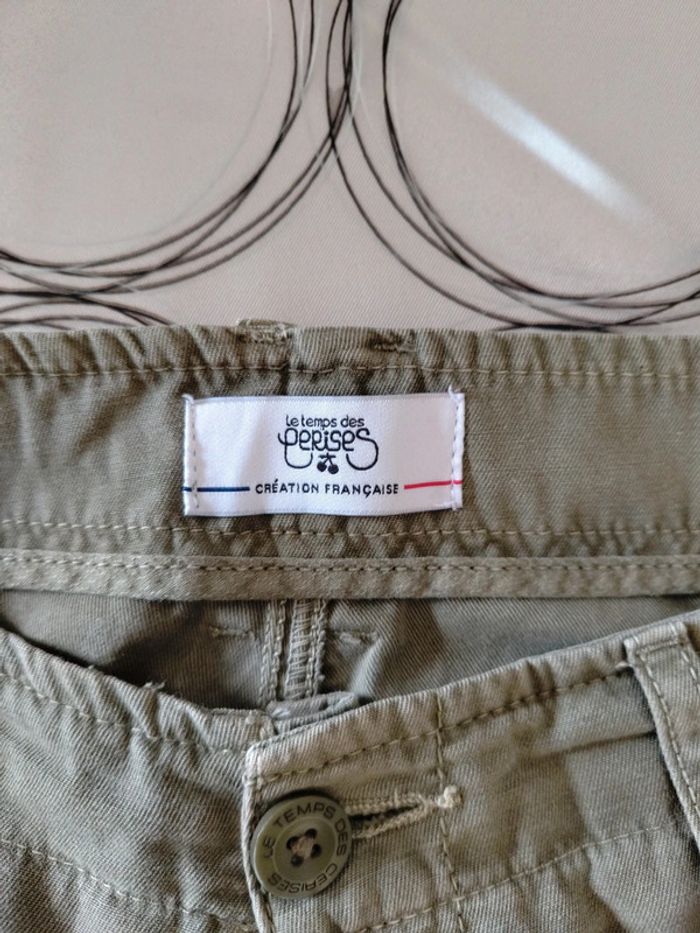 le temps des
cerises
CRÉATION FRANÇAISE
LE TEMPS DES CERISES